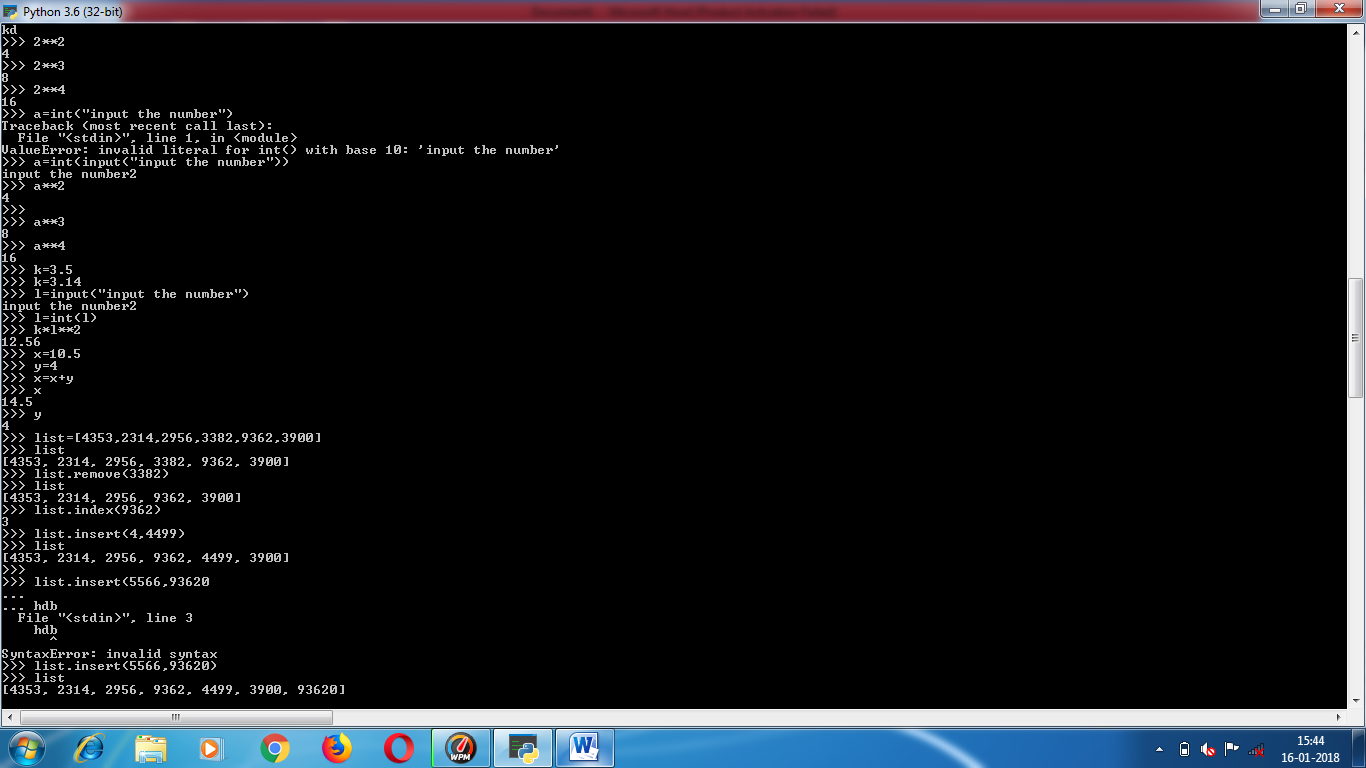 Python 3.6 (32-bit)
kd
>>> 2**2
4
>>> 2**3
8
>>> 2**4
16
>>> a=int("input the number")
Traceback (most recent call last):
  File "<stdin>", line 1, in <module>
ValueError: invalid literal for int() with base 10: 'input the number'
>>> a=int(input("input the number"))
input the number2
>>> a**2
4
>>>
>>> a**3
8
>>> a**4
16
>>> k=3.5
>>> k=3.14
>>> l=input("input the number")
input the number2
>>> l=int(l)
>>> k*l**2
12.56
>>> x=10.5
>>> y=4
>>> x=x+y
>>> x
14.5
>>> y
4
>>> list=[4353,2314,2956,3382,9362,3900]
>>> list
[4353, 2314, 2956, 3382, 9362, 3900]
>>> list.remove(3382)
>>> list
[4353, 2314, 2956, 9362, 3900]
>>> list.index(9362)
3
>>> list.insert(4,4499)
>>> list
[4353, 2314, 2956, 9362, 4499, 3900]
>>>
>>> list.insert(5566,93620
...
... hdb
  File "<stdin>", line 3
    hdb
      ^
SyntaxError: invalid syntax
>>> list.insert(5566,93620)
>>> list
[4353, 2314, 2956, 9362, 4499, 3900, 93620]
WPM
W
15:44
16-01-2018